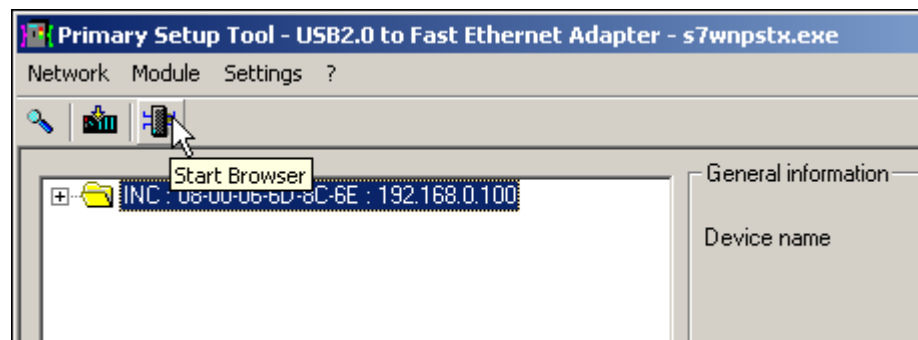 Primary Setup Tool - USB2.0 to Fast Ethernet Adapter - s7wnpstx.exe
Network Module Settings ?
Start Browser
INC : 08-00-06-6D-8C-6E : 192.168.0.100
General information
Device name